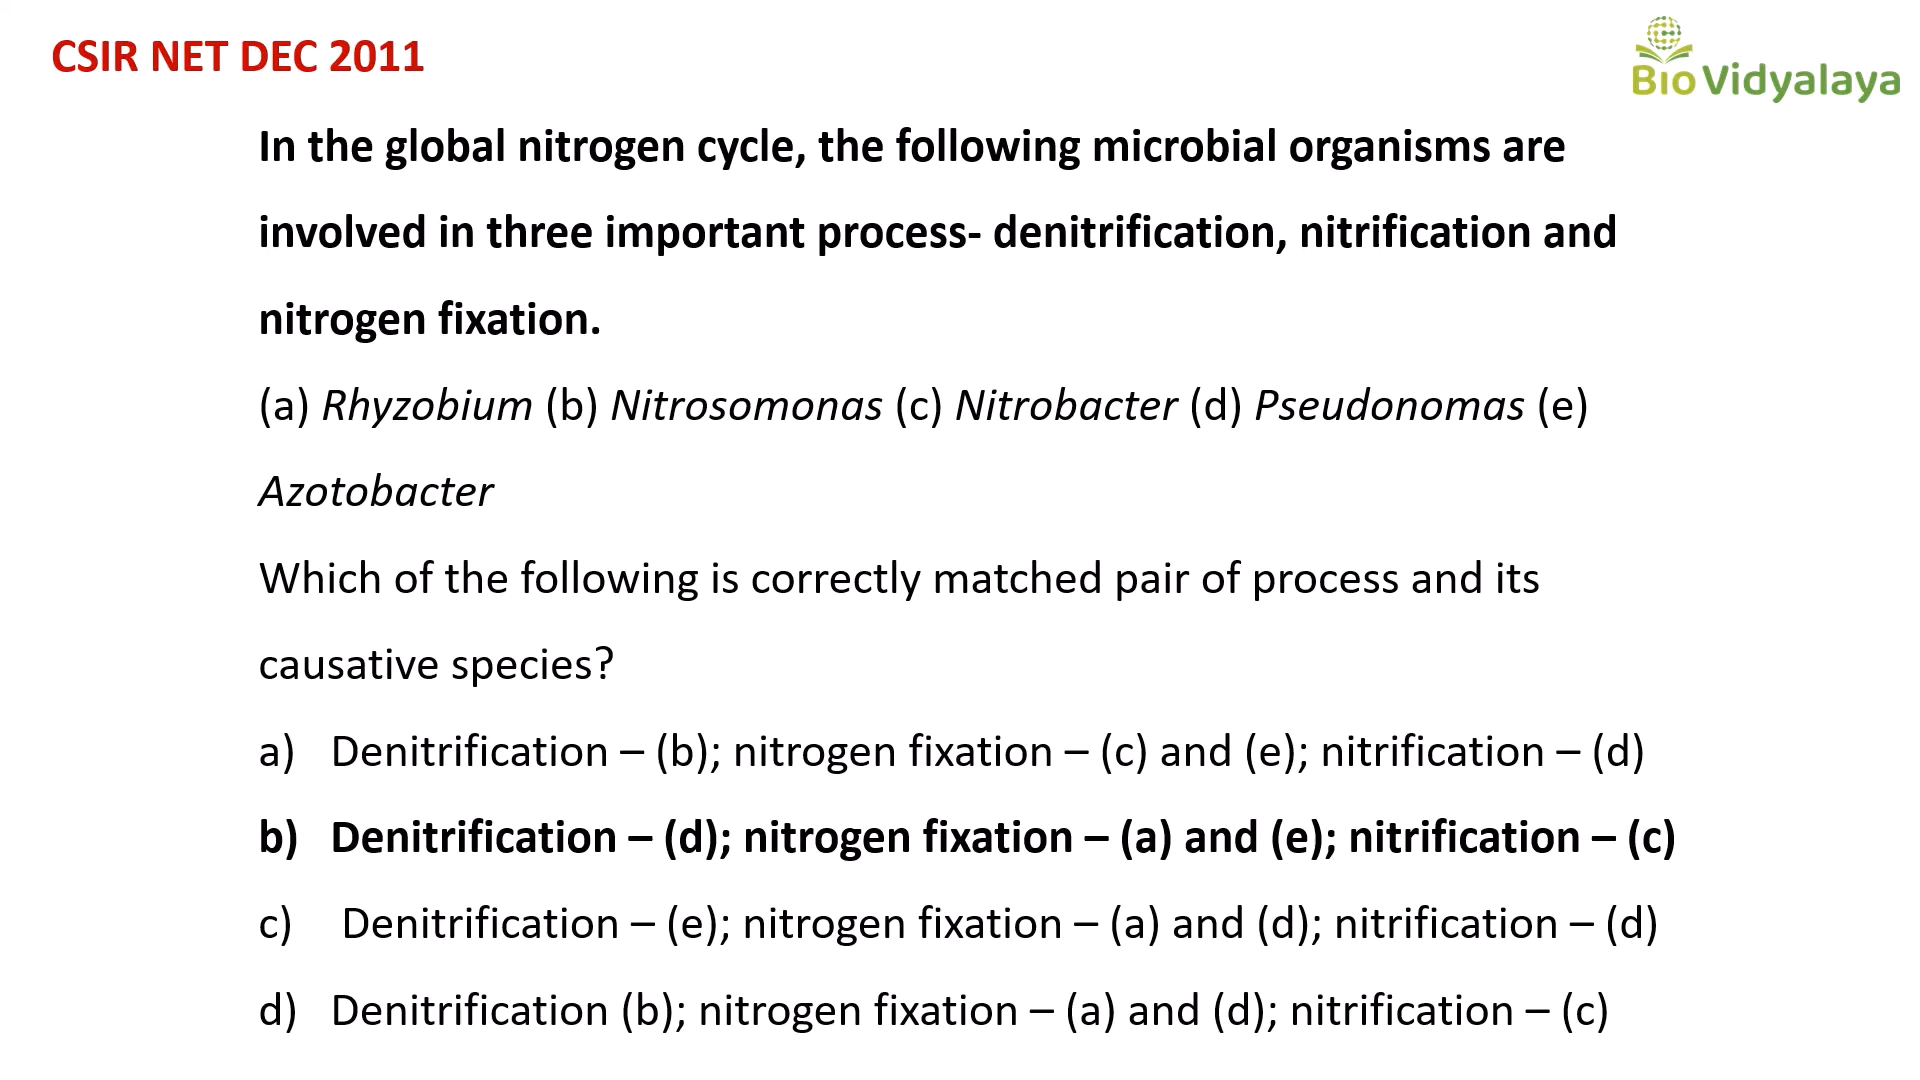 CSIR NET DEC 2011
Bio Vidyalaya
In the global nitrogen cycle, the following microbial organisms are
involved in three important process- denitrification, nitrification and
nitrogen fixation.
(a) Rhyzobium (b) Nitrosomonas (c) Nitrobacter (d) Pseudonomas (e)
Azotobacter
Which of the following is correctly matched pair of process and its
causative species?
a) Denitrification – (b); nitrogen fixation – (c) and (e); nitrification – (d)
b) Denitrification – (d); nitrogen fixation – (a) and (e); nitrification – (c)
c) Denitrification – (e); nitrogen fixation – (a) and (d); nitrification – (d)
d) Denitrification (b); nitrogen fixation – (a) and (d); nitrification – (c)